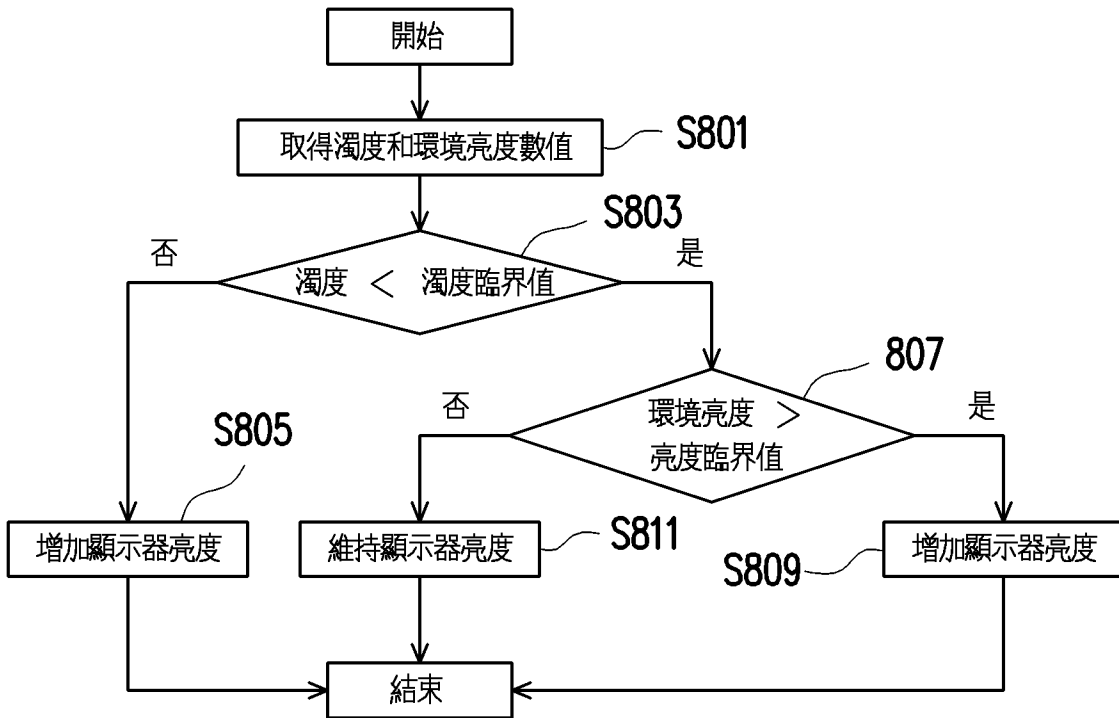 開始
取得濁度和環境亮度數值
S801
S803
否
濁度 < 濁度臨界值
是
807
否
環境亮度 >
亮度臨界值
是
S805
增加顯示器亮度
維持顯示器亮度
S811
S809
增加顯示器亮度
結束